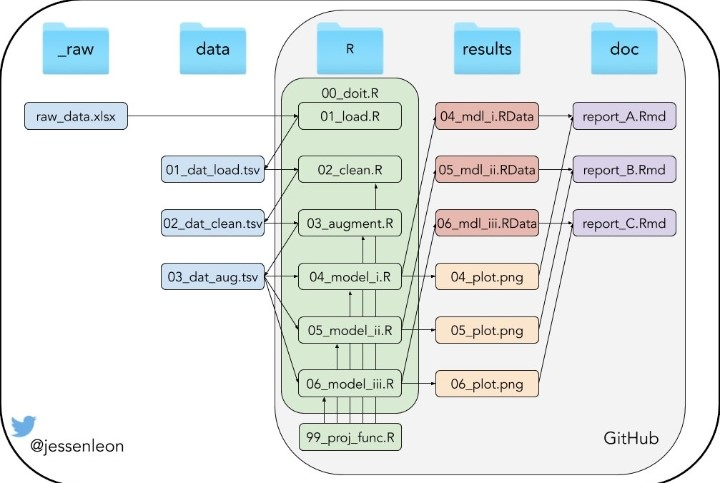 _raw
data
R
results
doc
00_doit.R
raw_data.xlsx
01_load.R
04_mdl_i.RData
report_A.Rmd
01_dat_load.tsv
02_clean.R
05_mdl_ii.RData
report_B.Rmd
02_dat_clean.tsv
03_augment.R
06_mdl_iii.RData
report_C.Rmd
03_dat_aug.tsv
04_model_i.R
04_plot.png
05_model_ii.R
05_plot.png
06_model_iii.R
06_plot.png
99_proj_func.R
@jessenleon
GitHub